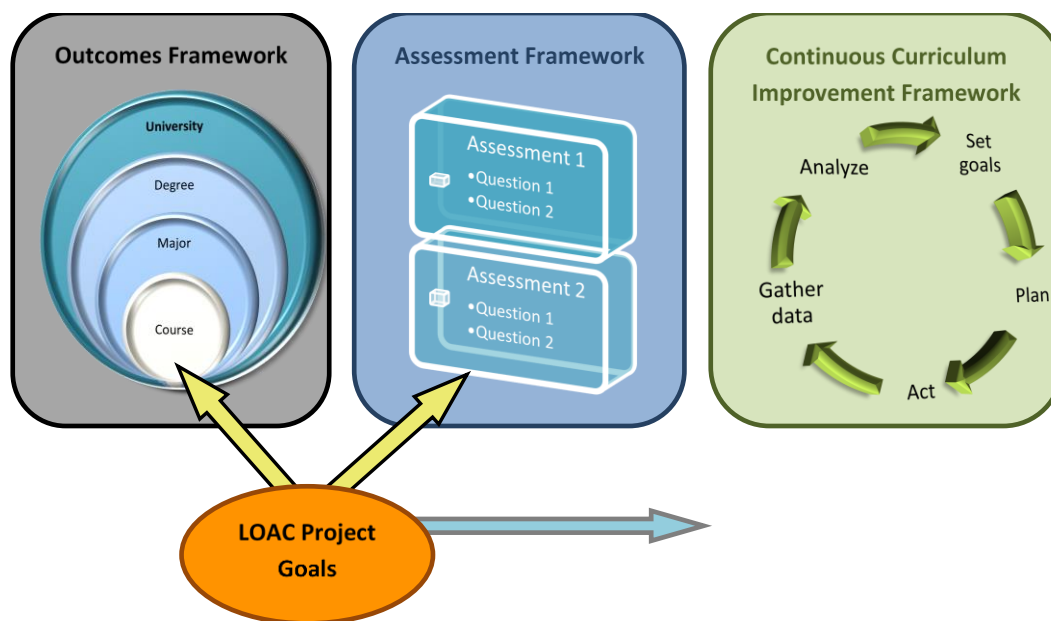 Outcomes Framework
University
Degree
Major
Course
Assessment Framework
Assessment 1
•Question 1
•Question 2
Assessment 2
•Question 1
•Question 2
Continuous Curriculum
Improvement Framework
Set
goals
Plan
Act
Gather
data
Analyze
LOAC Project
Goals